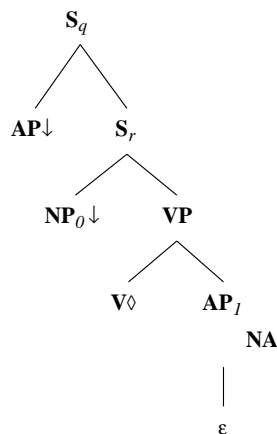 S_q
AP↓ S_r
NP_0↓ VP
V◊ AP_1
NA
ε